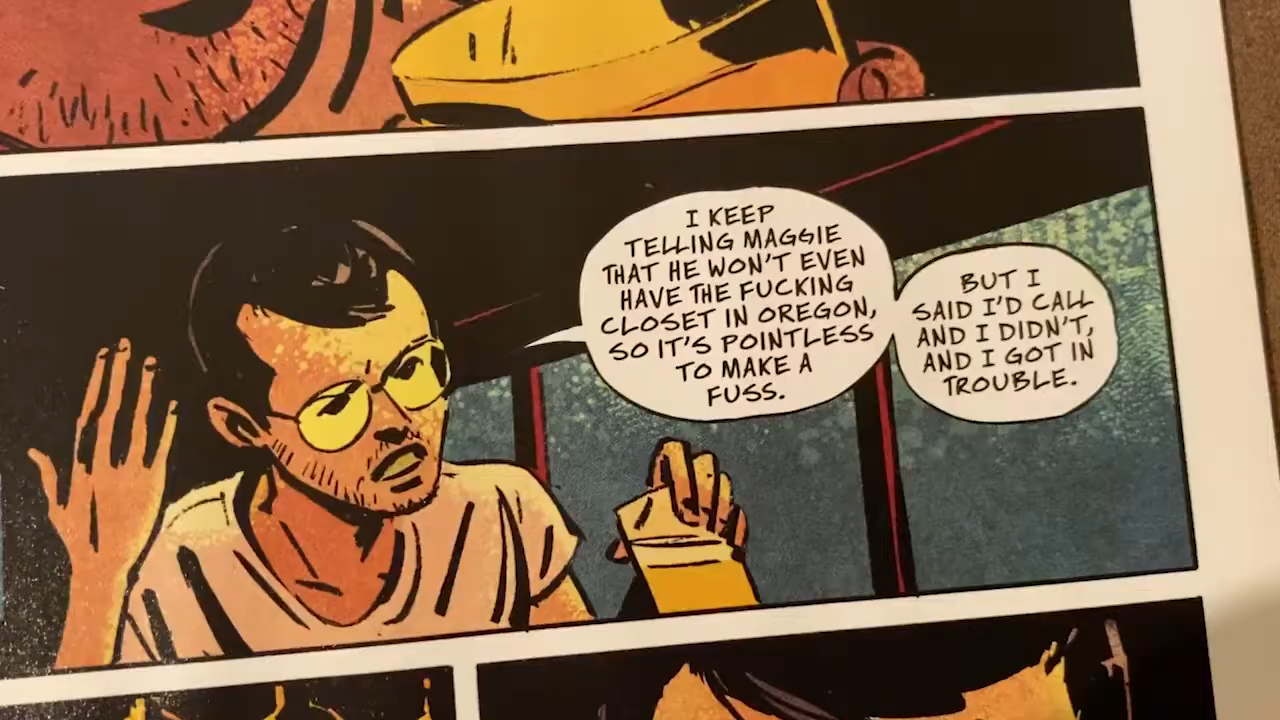 I KEEP
TELLING MAGGIE
THAT HE WON'T EVEN
HAVE THE FUCKING
CLOSET IN OREGON,
SO IT'S POINTLESS
TO MAKE A
FUSS.
BUT I
SAID I'D CALL
AND I DIDN'T,
AND I GOT IN
TROUBLE.